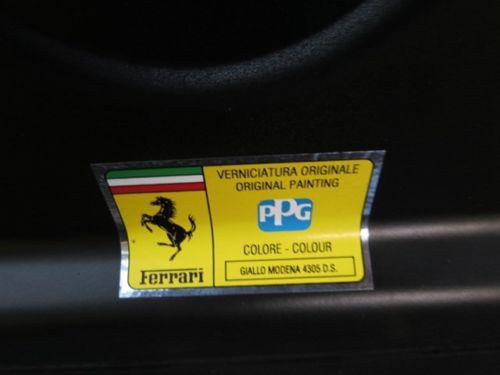 VERNICIATURA ORIGINALE
ORIGINAL PAINTING
PPG
COLORE - COLOUR
GIALLO MODENA 4305 D.S.
Ferrari